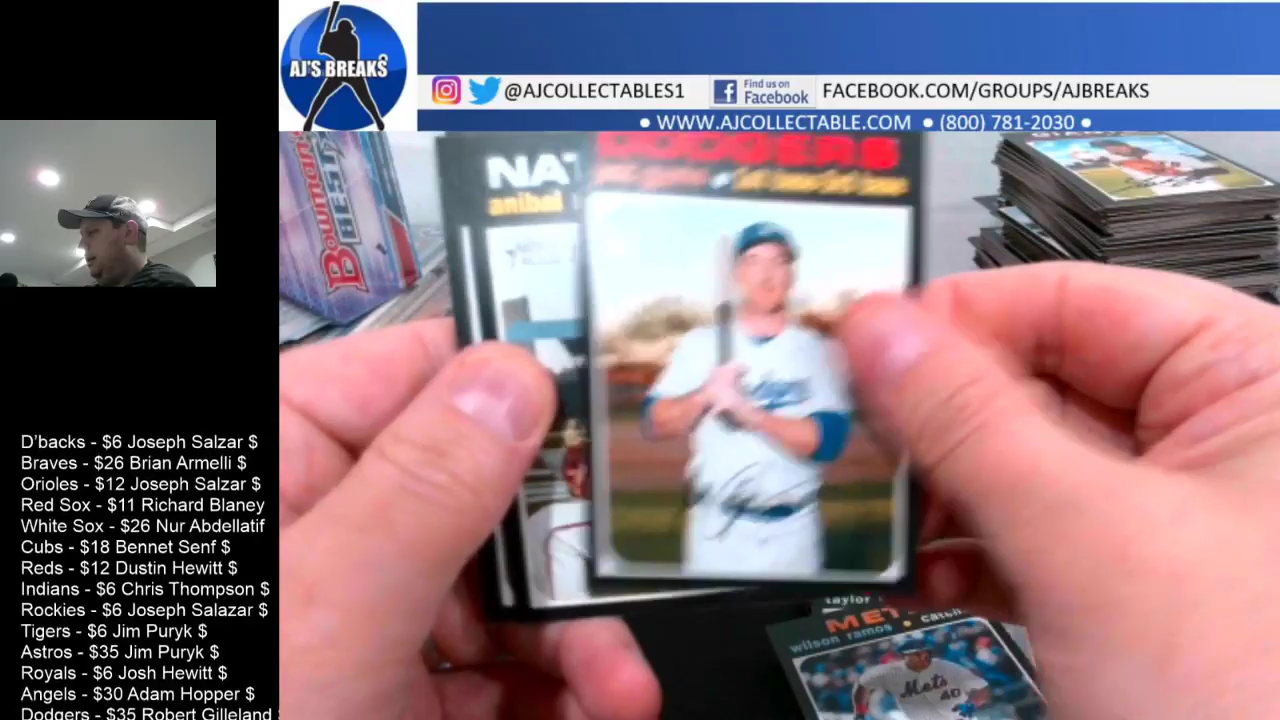 AJ'S BREAKS
@AJCOLLECTABLES1
Find us on
Facebook
FACEBOOK.COM/GROUPS/AJBREAKS
• WWW.AJCOLLECTABLE.COM • (800) 781-2030 •
Bowman's
BEST
NAT
anibal
DODGERS
GIANTS
taylor
MET
wilson ramos • catch
Mets
40
D'backs - $6 Joseph Salzar $
Braves - $26 Brian Armelli $
Orioles - $12 Joseph Salzar $
Red Sox - $11 Richard Blaney
White Sox - $26 Nur Abdellatif
Cubs - $18 Bennet Senf $
Reds - $12 Dustin Hewitt $
Indians - $6 Chris Thompson $
Rockies - $6 Joseph Salazar $
Tigers - $6 Jim Puryk $
Astros - $35 Jim Puryk $
Royals - $6 Josh Hewitt $
Angels - $30 Adam Hopper $
Dodgers - $35 Robert Gilleland